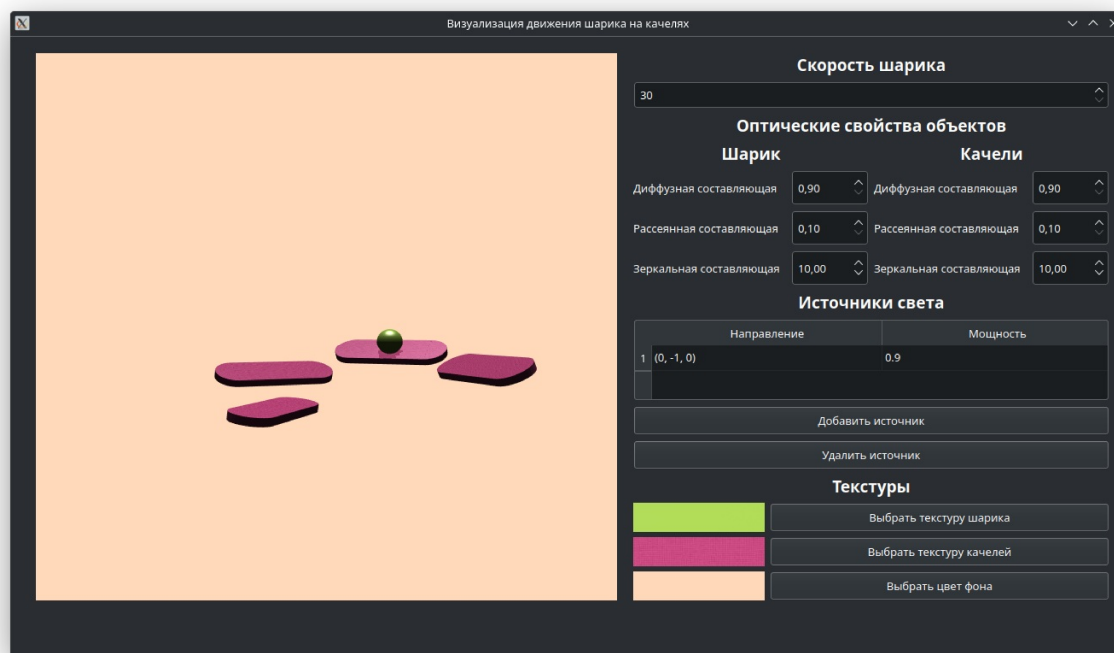 Визуализация движения шарика на качелях
Скорость шарика
30
Оптические свойства объектов
Шарик Качели
Диффузная составляющая 0,90 Диффузная составляющая 0,90
Рассеянная составляющая 0,10 Рассеянная составляющая 0,10
Зеркальная составляющая 10,00 Зеркальная составляющая 10,00
Источники света
Направление Мощность
1 (0, -1, 0) 0.9
Добавить источник
Удалить источник
Текстуры
Выбрать текстуру шарика
Выбрать текстуру качелей
Выбрать цвет фона